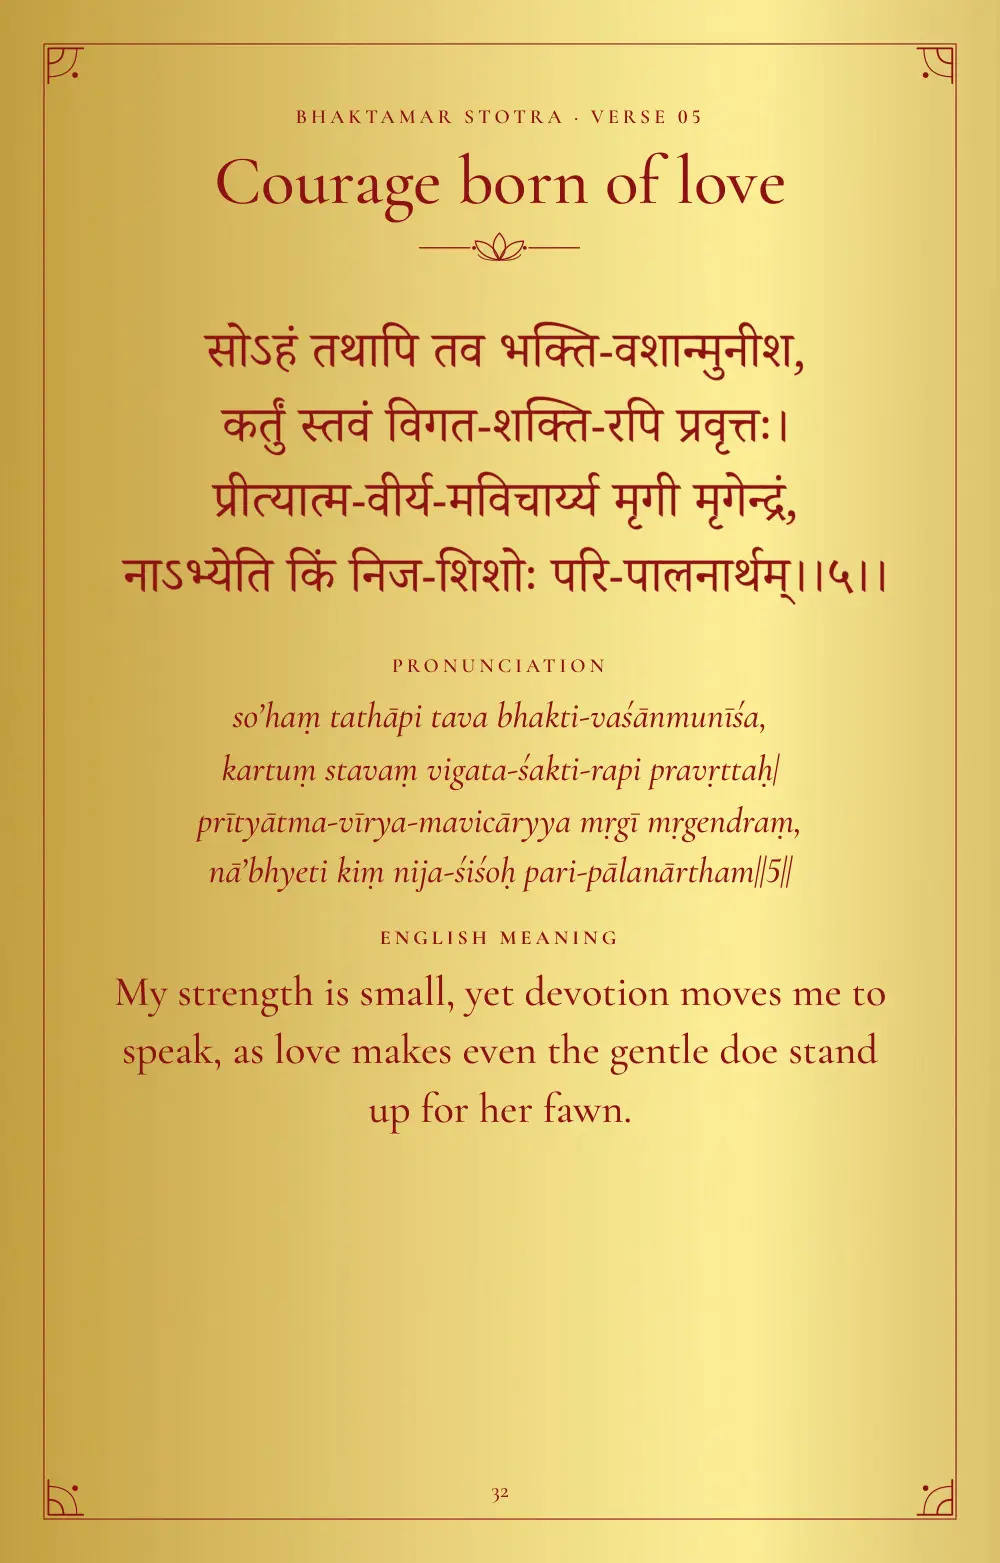 BHAKTAMAR STOTRA · VERSE 05
Courage born of love
सोऽहं तथापि तव भक्ति-वशान्मुनीश,
कर्तुं स्तवं विगत-शक्ति-रपि प्रवृत्तः।
प्रीत्यात्म-वीर्य-मविचार्य्य मृगी मृगेन्द्रं,
नाऽभ्येति किं निज-शिशोः परि-पालनार्थम्।।५।।
PRONUNCIATION
so’haṃ tathāpi tava bhakti-vaśānmunīśa,
kartuṃ stavaṃ vigata-śakti-rapi pravṛttaḥ|
prītyātma-vīrya-mavicāryya mṛgī mṛgendraṃ,
nā’bhyeti kiṃ nija-śiśoḥ pari-pālanārtham||5||
ENGLISH MEANING
My strength is small, yet devotion moves me to
speak, as love makes even the gentle doe stand
up for her fawn.
32